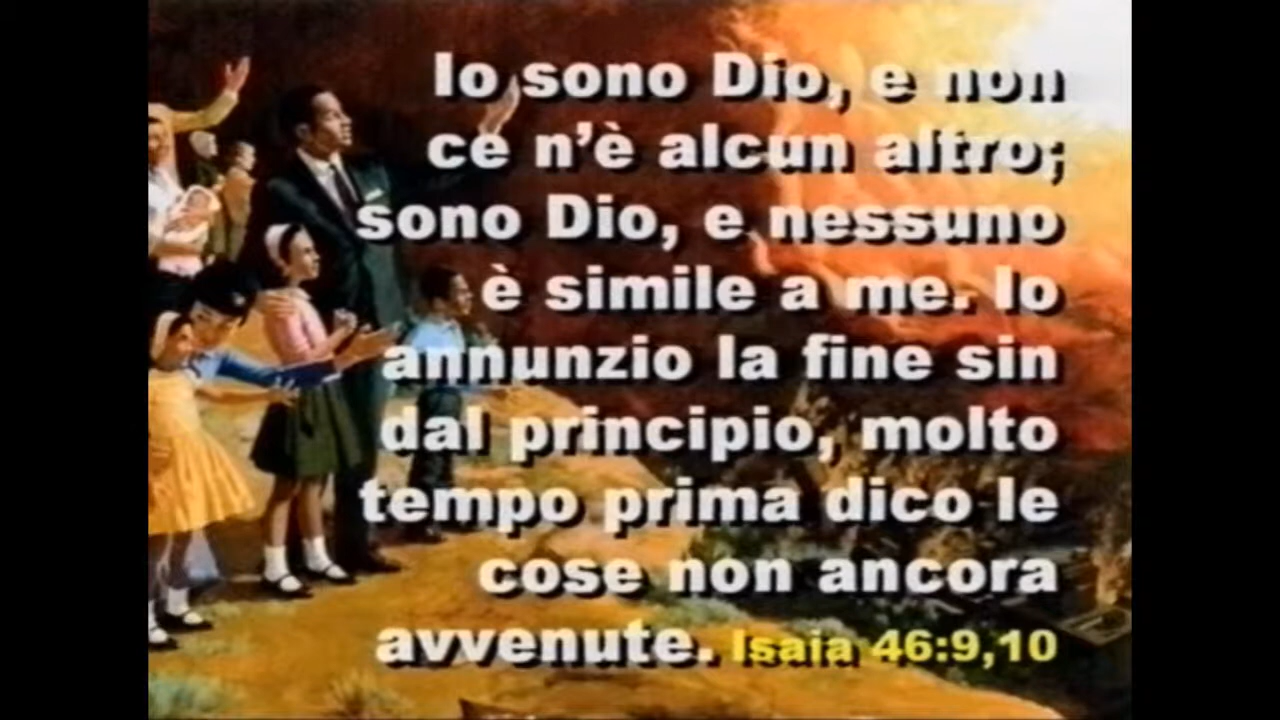 Io sono Dio, e non
ce n'è alcun altro;
sono Dio, e nessuno
è simile a me. Io
annunzio la fine sin
dal principio, molto
tempo prima dico le
cose non ancora
avvenute. Isaia 46:9,10